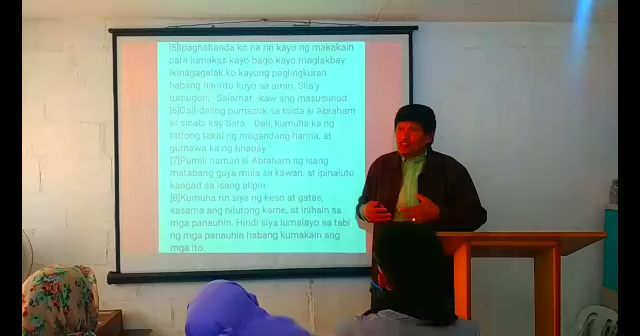 [5]Ipaghahanda ko na rin kayo ng makakain
para lumakas kayo bago kayo maglakbay.
Ikinagagalak ko kayong paglingkuran
habang naririto kayo sa amin. Sila'y
tumugon, Salamat, ikaw ang masusunod.
[6]Dali-daling pumasok sa tolda si Abraham
at sinabi kay Sara, Dali, kumuha ka ng
tatlong takal ng magandang harina, at
gumawa ka ng tinapay.
[7]Pumili naman si Abraham ng isang
matabang guya mula sa kawan, at ipinaluto
kaagad sa isang alipin.
[8]Kumuha rin siya ng keso at gatas,
kasama ang nilutong karne, at inihain sa
mga panauhin. Hindi siya lumalayo sa tabi
ng mga panauhin habang kumakain ang
mga ito.